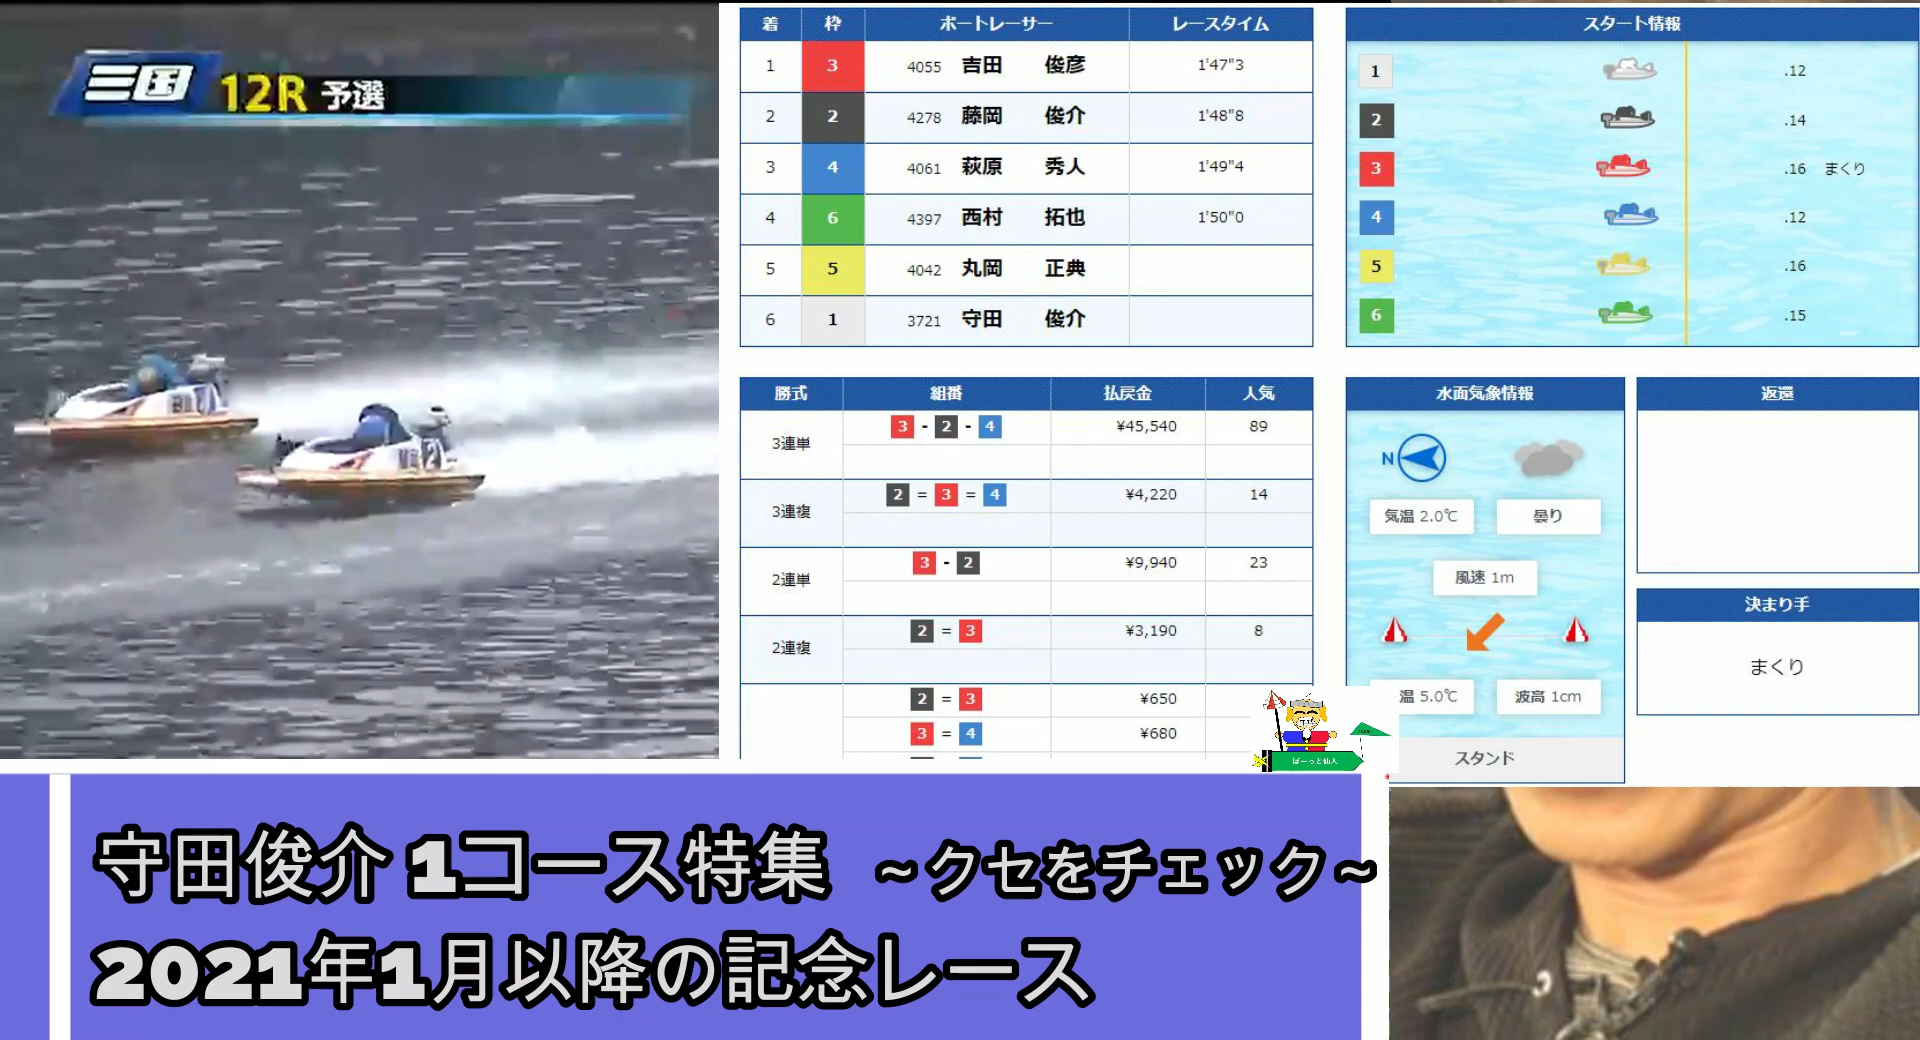 三国 12R 予選
着 枠 ボートレーサー レースタイム
1 3 4055 吉田 俊彦 1'47"3
2 2 4278 藤岡 俊介 1'48"8
3 4 4061 萩原 秀人 1'49"4
4 6 4397 西村 拓也 1'50"0
5 5 4042 丸岡 正典
6 1 3721 守田 俊介
スタート情報
1 .12
2 .14
3 .16 まくり
4 .12
5 .16
6 .15
勝式 組番 払戻金 人気
3連単 3 - 2 - 4 ¥45,540 89
3連複 2 = 3 = 4 ¥4,220 14
2連単 3 - 2 ¥9,940 23
2連複 2 = 3 ¥3,190 8
2 = 3 ¥650
3 = 4 ¥680
水面気象情報
N
気温 2.0℃ 曇り
風速 1m
温 5.0℃ 波高 1cm
スタンド
返還
決まり手
まくり
ぼーっと仙人
守田俊介 1コース特集 ～クセをチェック～
2021年1月以降の記念レース